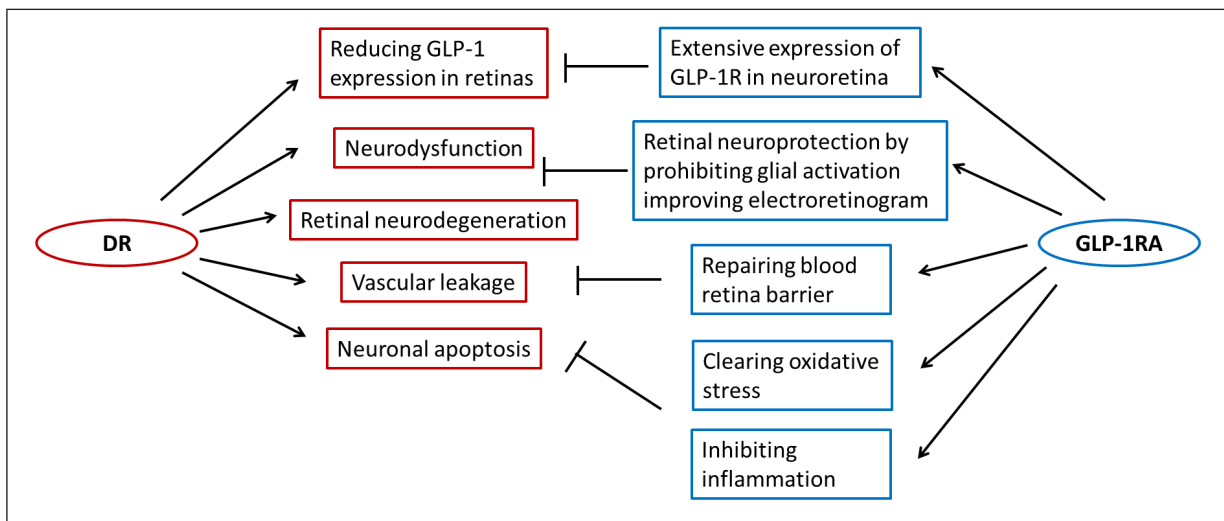 Reducing GLP-1
expression in retinas
Extensive expression of
GLP-1R in neuroretina
Neurodysfunction
Retinal neuroprotection by
prohibiting glial activation
improving electroretinogram
Retinal neurodegeneration
DR
GLP-1RA
Vascular leakage
Repairing blood
retina barrier
Neuronal apoptosis
Clearing oxidative
stress
Inhibiting
inflammation